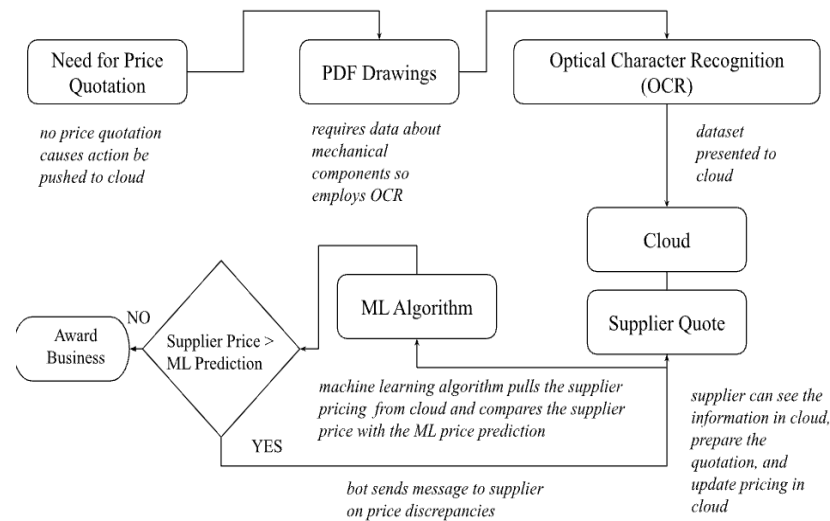 Need for Price
Quotation
PDF Drawings
Optical Character Recognition
(OCR)
no price quotation
causes action be
pushed to cloud
requires data about
mechanical
components so
employs OCR
dataset
presented to
cloud
Cloud
Supplier Quote
ML Algorithm
Supplier Price >
ML Prediction
NO
Award
Business
machine learning algorithm pulls the supplier
pricing from cloud and compares the supplier
price with the ML price prediction
supplier can see the
information in cloud,
prepare the
quotation, and
update pricing in
cloud
YES
bot sends message to supplier
on price discrepancies